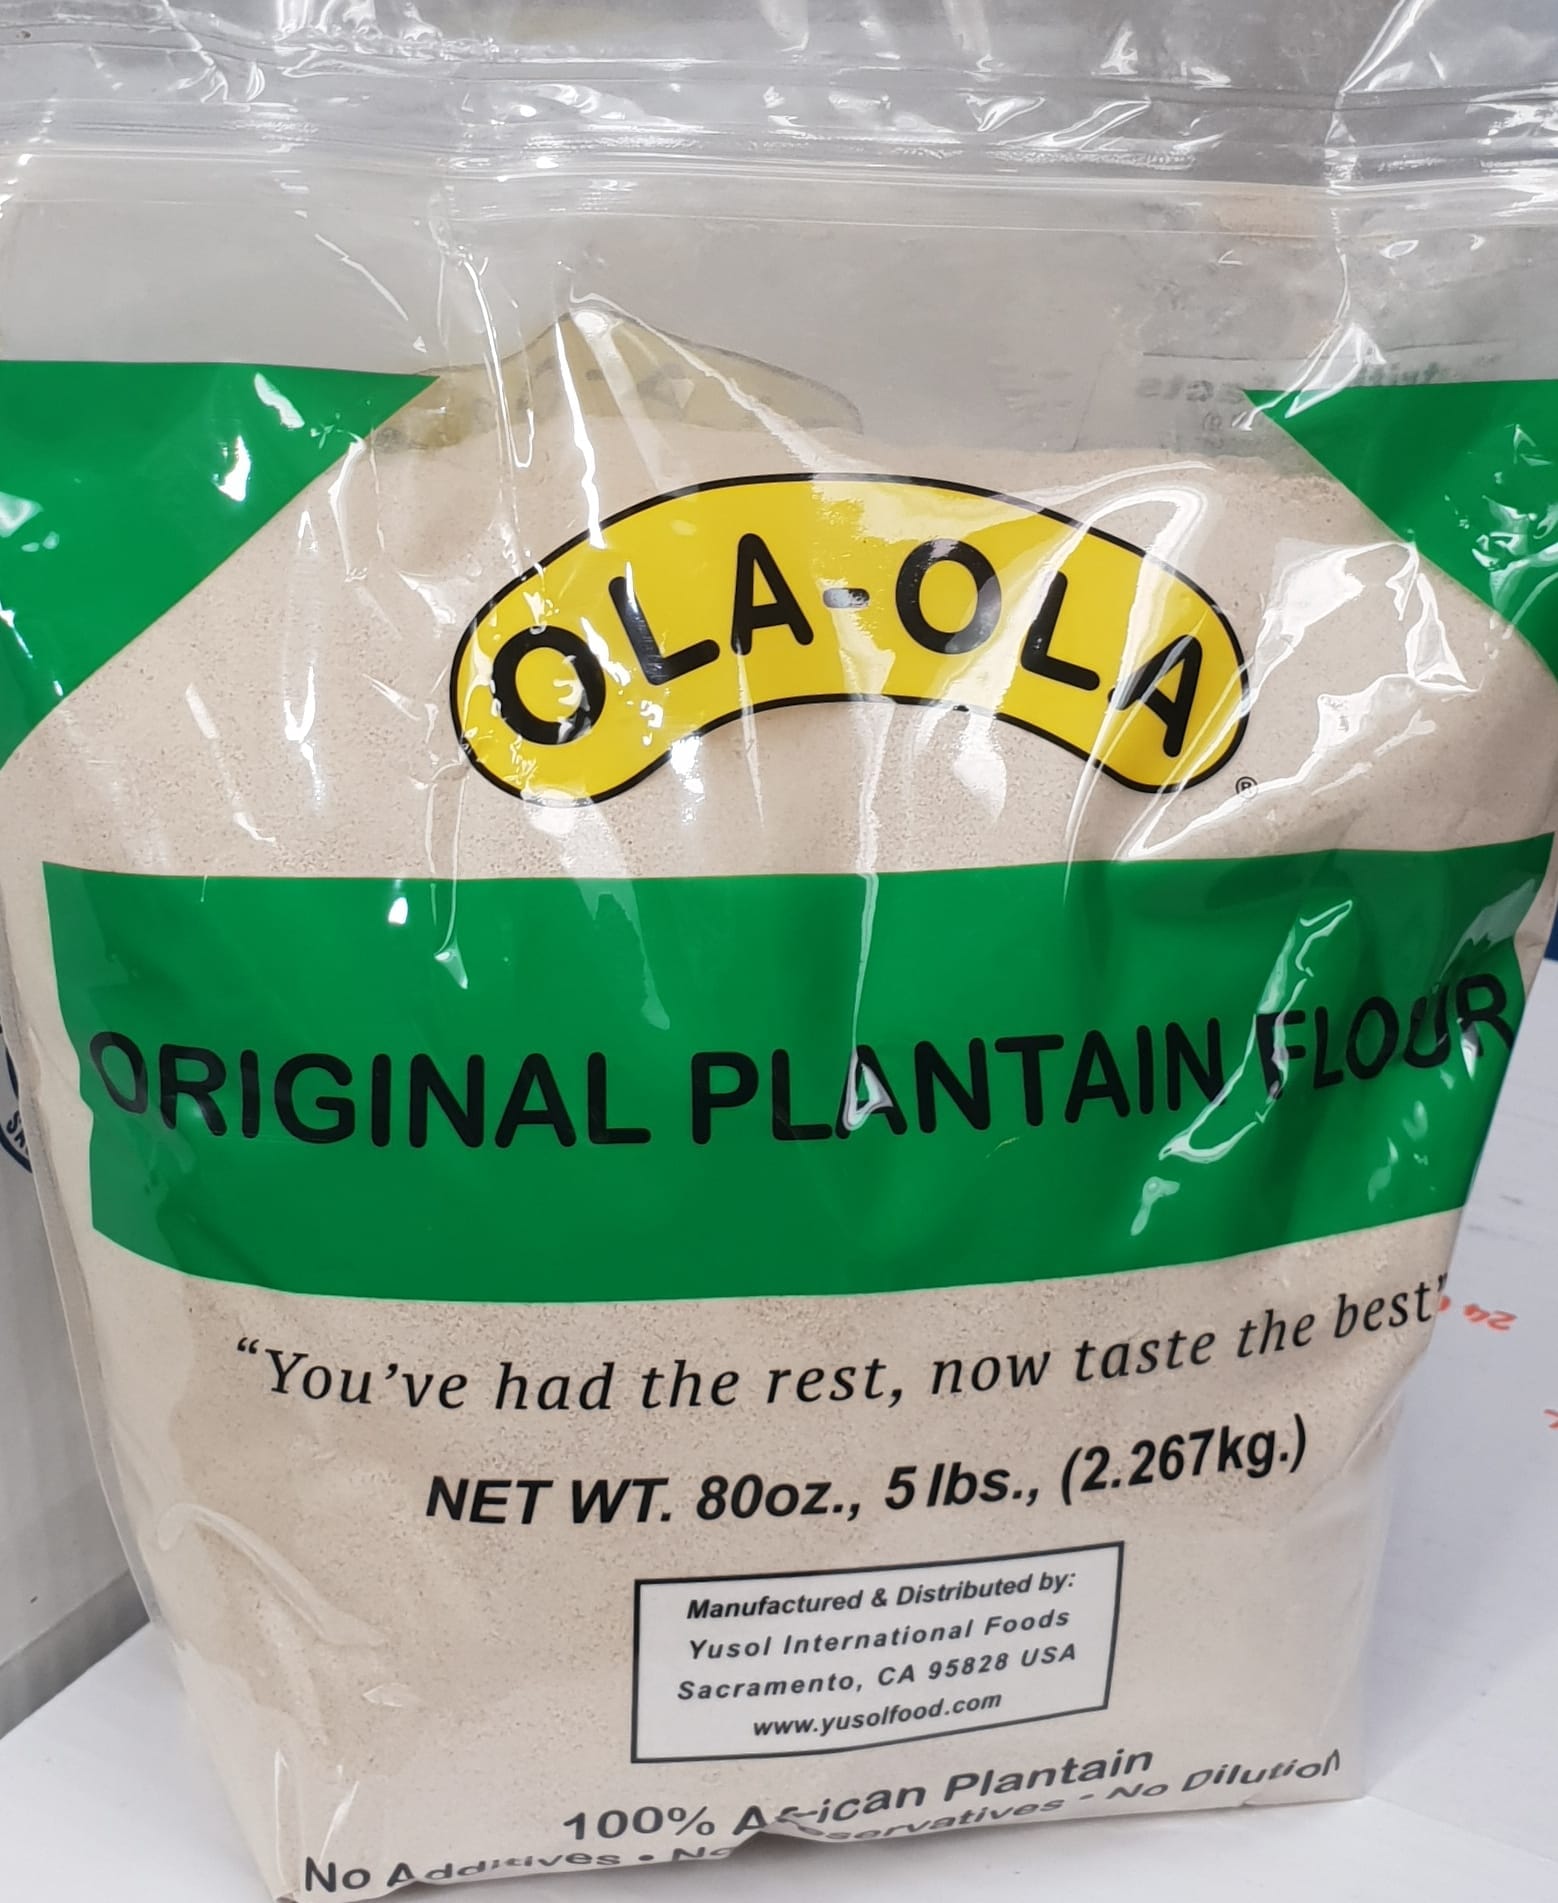 OLA-OLA
®
ORIGINAL PLANTAIN FLOUR
“You’ve had the rest, now taste the best”
NET WT. 80oz., 5 lbs., (2.267kg.)
Manufactured & Distributed by:
Yusol International Foods
Sacramento, CA 95828 USA
www.yusolfood.com
100% African Plantain
No Additives • No Preservatives • No Dilution